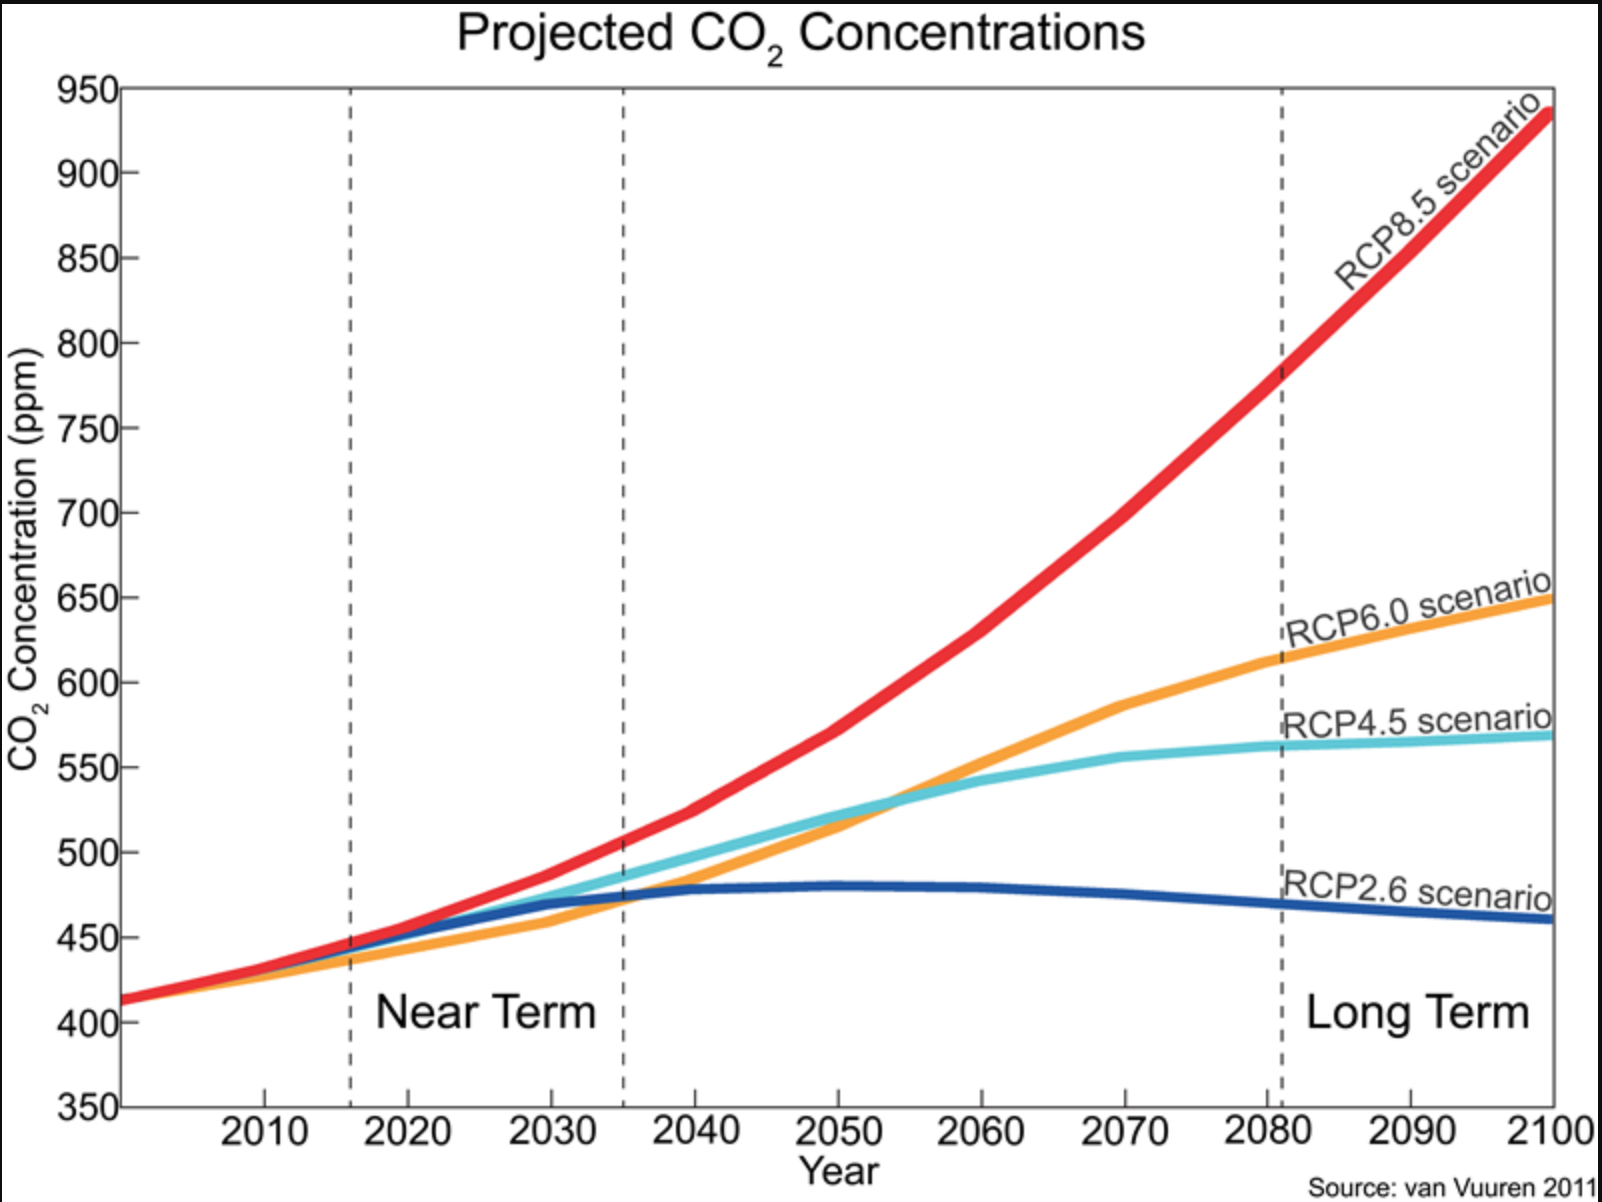 Projected CO₂ Concentrations
950
900
850
800
750
700
650
600
550
500
450
400
350
CO₂ Concentration (ppm)
RCP8.5 scenario
RCP6.0 scenario
RCP4.5 scenario
RCP2.6 scenario
Near Term
Long Term
2010 2020 2030 2040 2050 2060 2070 2080 2090 2100
Year
Source: van Vuuren 2011